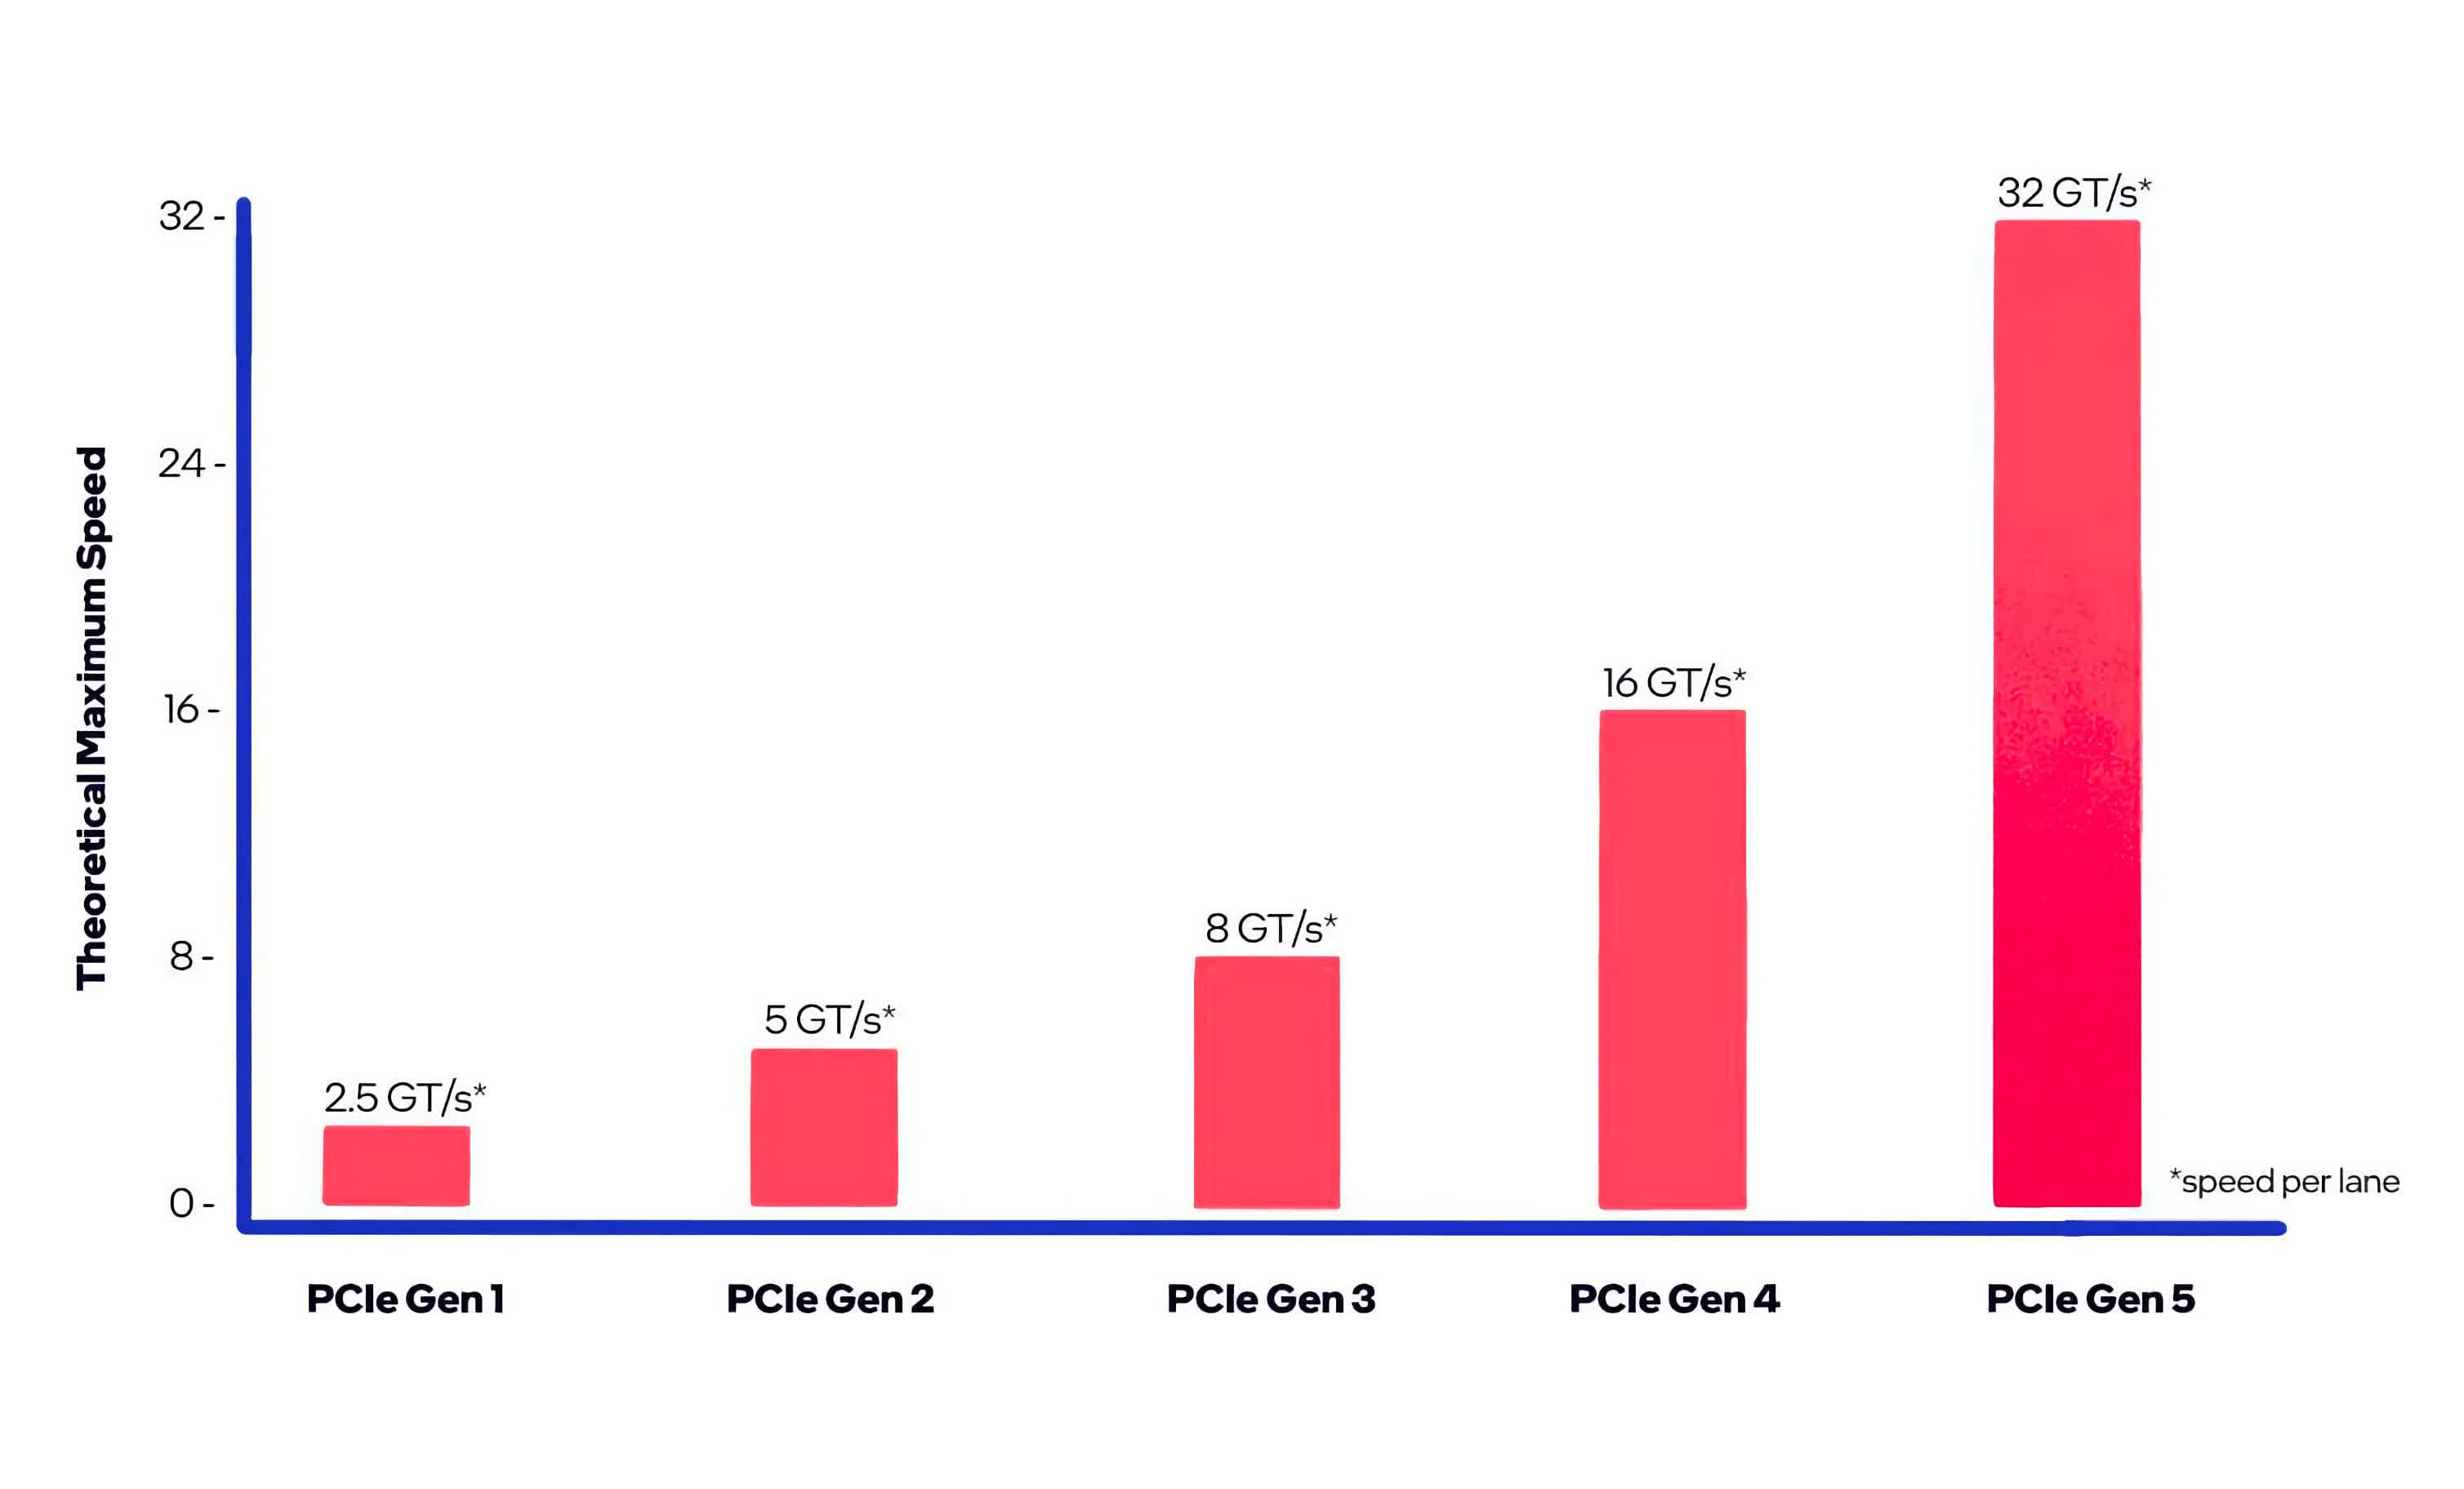 Theoretical Maximum Speed
32 -
24 -
16 -
8 -
0 -
2.5 GT/s*
5 GT/s*
8 GT/s*
16 GT/s*
32 GT/s*
*speed per lane
PCIe Gen 1
PCIe Gen 2
PCIe Gen 3
PCIe Gen 4
PCIe Gen 5